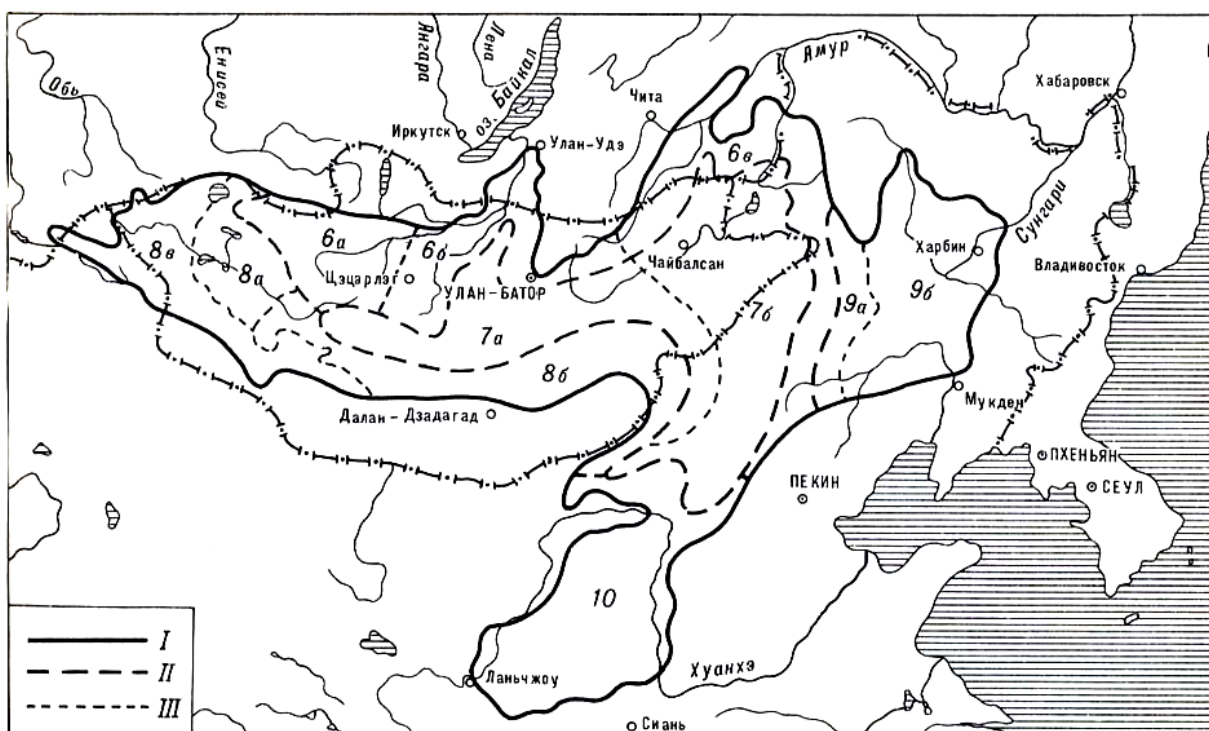 Обь
Енисей
Ангара
Лена
оз. Байкал
Иркутск
Улан-Удэ
Чита
Амур
Хабаровск
Сунгари
6а
6б
6в
8в
8а
Цэцарлэг
УЛАН-БАТОР
Чайбалсан
Харбин
Владивосток
7а
7б
9а
9б
8б
Далан-Дзадагад
Мукден
ПЕКИН
ПХЕНЬЯН
СЕУЛ
10
Ланьчжоу
Хуанхэ
Сиань
I
II
III